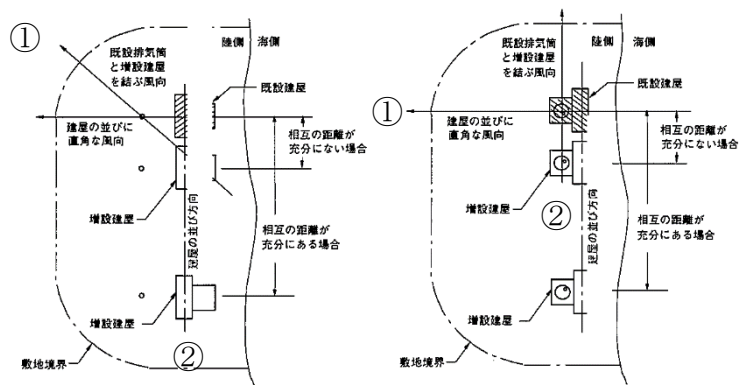 ①
既設排気筒
と増設建屋
を結ぶ風向
陸側
海側
既設建屋
建屋の並びに
直角な風向
相互の距離が
充分にない場合
増設建屋
建屋の並び方向
相互の距離が
充分にある場合
増設建屋
敷地境界
②
既設排気筒
と増設建屋
を結ぶ風向
陸側
海側
既設建屋
①
建屋の並びに
直角な風向
相互の距離が
充分にない場合
増設建屋
②
建屋の並び方向
相互の距離が
充分にある場合
増設建屋
敷地境界